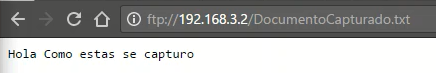 ftp://192.168.3.2/DocumentoCapturado.txt
Hola Como estas se capturo